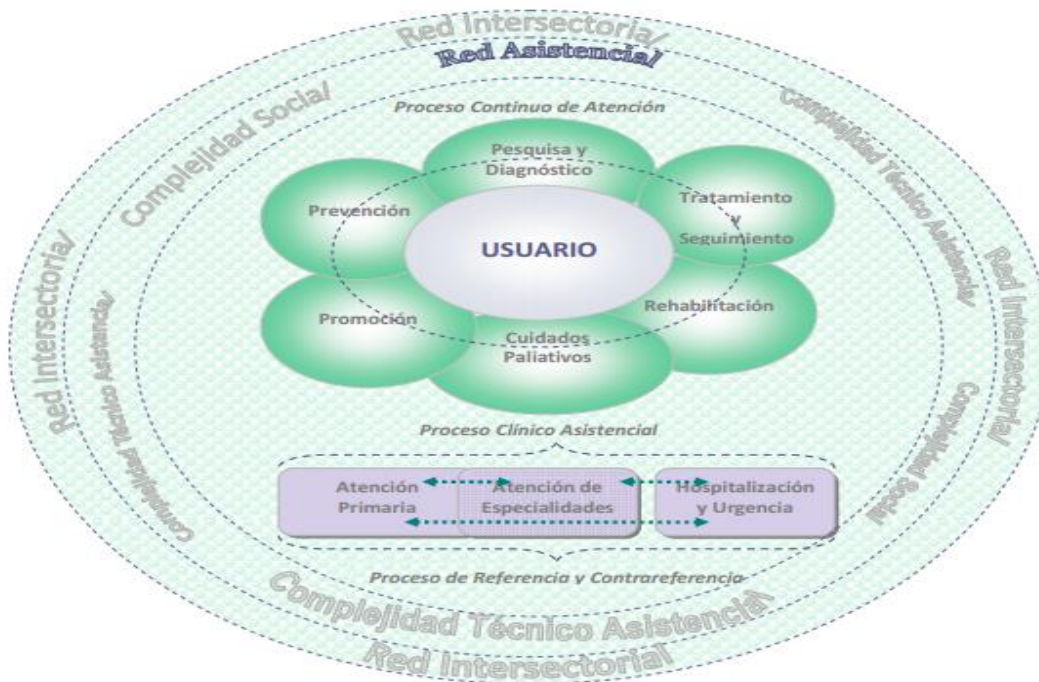 Red Intersectorial
Red Asistencial
Complejidad Social
Complejidad Técnico Asistencial
Proceso Continuo de Atención
Pesquisa y
Diagnóstico
Prevención
Tratamiento
y
Seguimiento
USUARIO
Promoción
Rehabilitación
Cuidados
Paliativos
Red Intersectorial
Complejidad Técnico Asistancial
Red Intersectorial
Complejidad Social
Proceso Clínico Asistencial
Atención
Primaria
Atención de
Especialidades
Hospitalización
y Urgencia
Proceso de Referencia y Contrareferencia
Complejidad Técnico Asistencial
Red Intersectorial